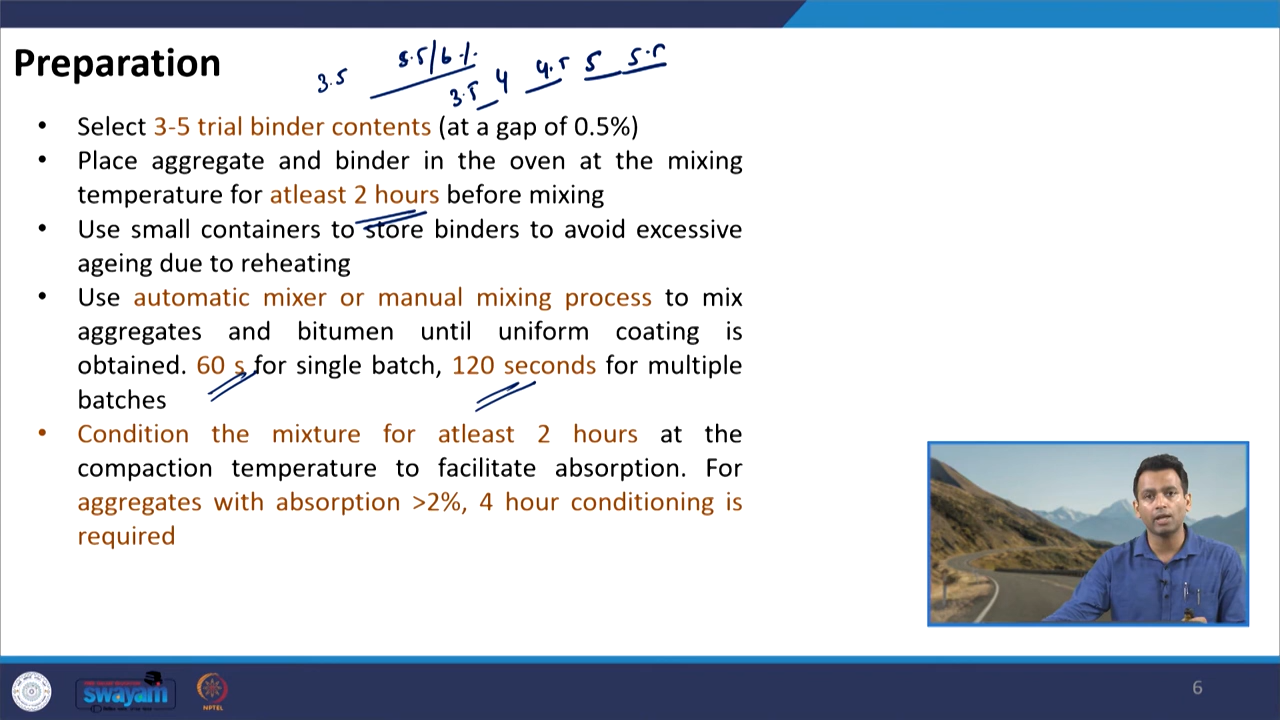 Preparation
3.5 5.5/6 %
3.5 4 4.5 5 5.5
• Select 3-5 trial binder contents (at a gap of 0.5%)
• Place aggregate and binder in the oven at the mixing
temperature for atleast 2 hours before mixing
• Use small containers to store binders to avoid excessive
ageing due to reheating
• Use automatic mixer or manual mixing process to mix
aggregates and bitumen until uniform coating is
obtained. 60 s for single batch, 120 seconds for multiple
batches
• Condition the mixture for atleast 2 hours at the
compaction temperature to facilitate absorption. For
aggregates with absorption >2%, 4 hour conditioning is
required
swayam
NPTEL
6